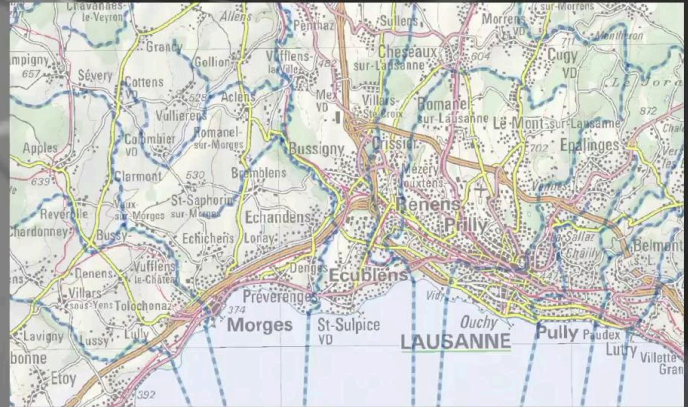 Chavannes-
le-Veyron
Allens
Penthaz
Sullens
Morrens
VD
sur-Morrens
Grancy
Gollion
Vufflens-
la-Ville
Cheseaux
sur-Lausanne
604
Cugy
VD
Montheron
657
Sévery
Cottens
528
Aclens
482
Mex
VD
Villars-
Ste-Croix
Romanel-
sur-Lausanne
Le Mont-sur-Lausanne
872
Vullierens
Colombier
VD
Romanel-
sur-Morges
Bussigny
Crissier
702
Epalinges
Apples
639
Clarmont
530
Bremblens
Renens
Prilly
Reverolle
Vaux-
sur-Morges
St-Saphorin-
sur-Morges
Echandens
Bussy
Echichens
Lonay
Sallaz
Chailly
Belmont-
Denens
Vufflens-
le-Château
Denges
Ecublens
Villars-
sous-Yens
Tolochenaz
Préverenges
Vidy
374
Morges
St-Sulpice
VD
Ouchy
LAUSANNE
Pully
Paudex
Lutry
Villette
Lavigny
Lussy
Lully
Etoy
392